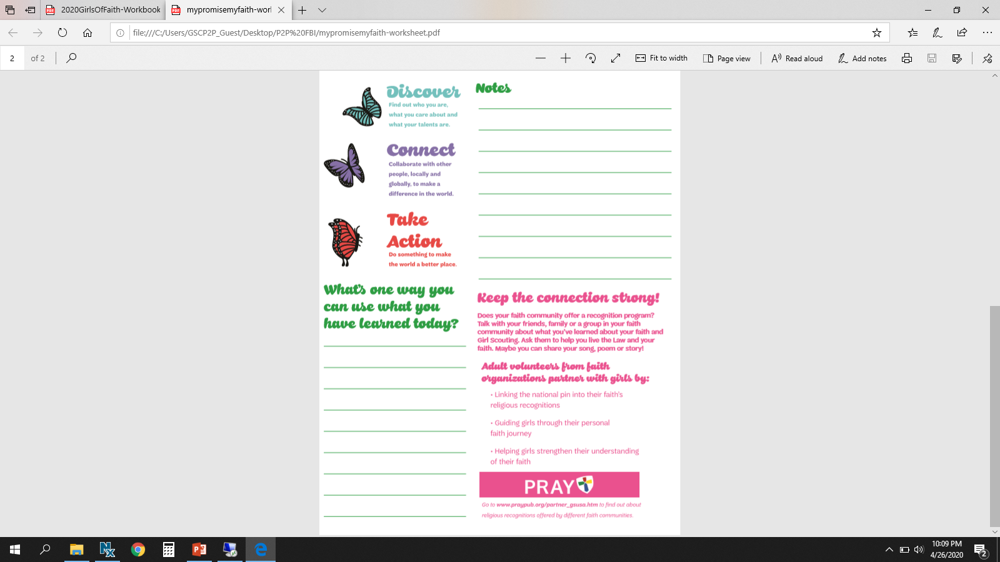 2020GirlsOfFaith-Workbook
mypromisemyfaith-worl
file:///C:/Users/GSCP2P_Guest/Desktop/P2P%20FBI/mypromisemyfaith-worksheet.pdf
2 of 2
Fit to width
Page view
Read aloud
Add notes
Discover
Find out who you are,
what you care about and
what your talents are.
Connect
Collaborate with other
people, locally and
globally, to make a
difference in the world.
Take
Action
Do something to make
the world a better place.
What's one way you
can use what you
have learned today?
Notes
Keep the connection strong!
Does your faith community offer a recognition program?
Talk with your friends, family or a group in your faith
community about what you've learned about your faith and
Girl Scouting. Ask them to help you live the Law and your
faith. Maybe you can share your song, poem or story!
Adult volunteers from faith
organizations partner with girls by:
• Linking the national pin into their faith's
religious recognitions
• Guiding girls through their personal
faith journey
• Helping girls strengthen their understanding
of their faith
PRAY
Go to www.praypub.org/partner_gsusa.htm to find out about
religious recognitions offered by different faith communities.
10:09 PM
4/26/2020
2